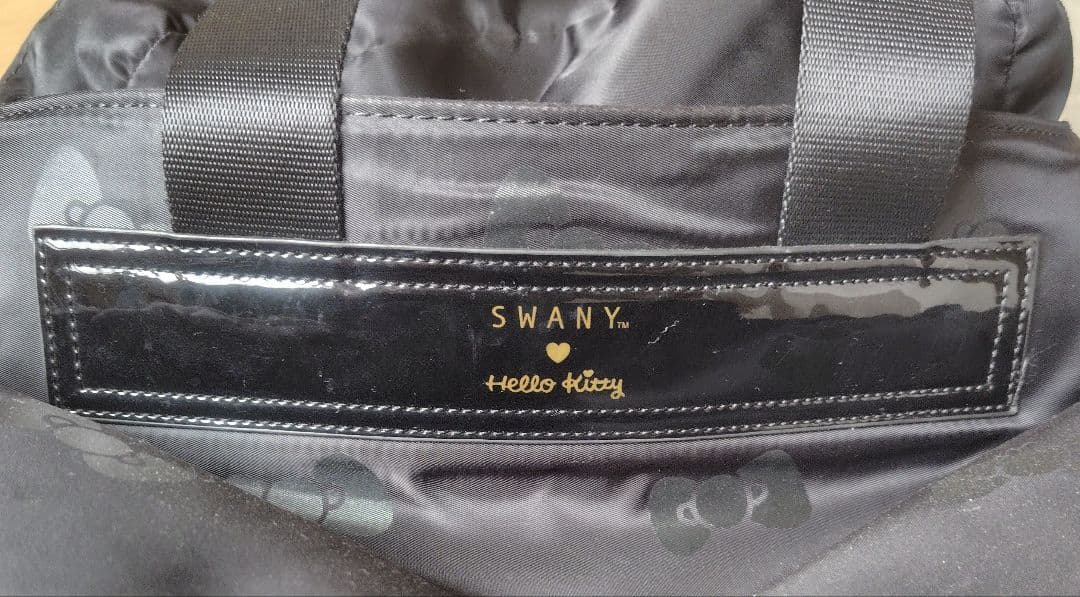 SWANY™
♥
Hello Kitty